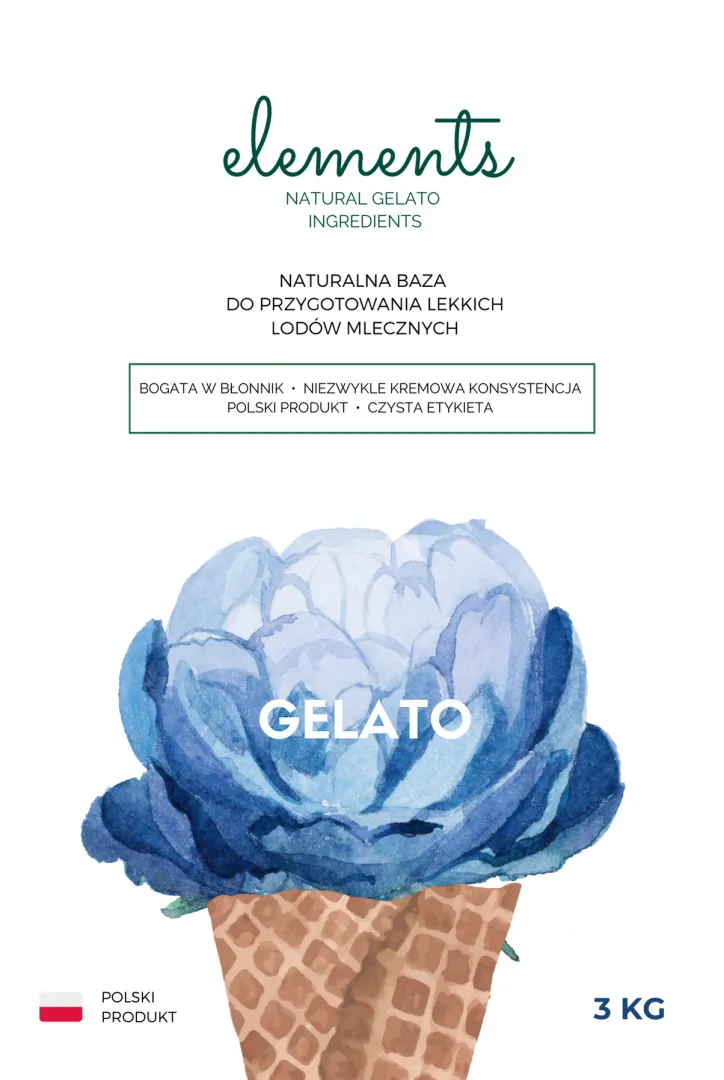 elements
NATURAL GELATO
INGREDIENTS
NATURALNA BAZA
DO PRZYGOTOWANIA LEKKICH
LODÓW MLECZNYCH
BOGATA W BŁONNIK • NIEZWYKLE KREMOWA KONSYSTENCJA
POLSKI PRODUKT • CZYSTA ETYKIETA
GELATO
POLSKI
PRODUKT
3 KG